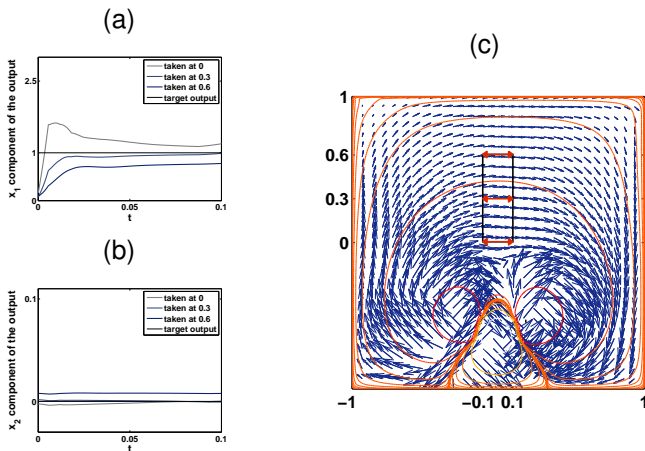 (a)
x1 component of the output
2.5
1
0
taken at 0
taken at 0.3
taken at 0.6
target output
0
0.05
0.1
t
(b)
x2 component of the output
0.1
0
taken at 0
taken at 0.3
taken at 0.6
target output
0
0.05
0.1
t
(c)
1
0.6
0.3
0
−1
−0.1 0.1
1